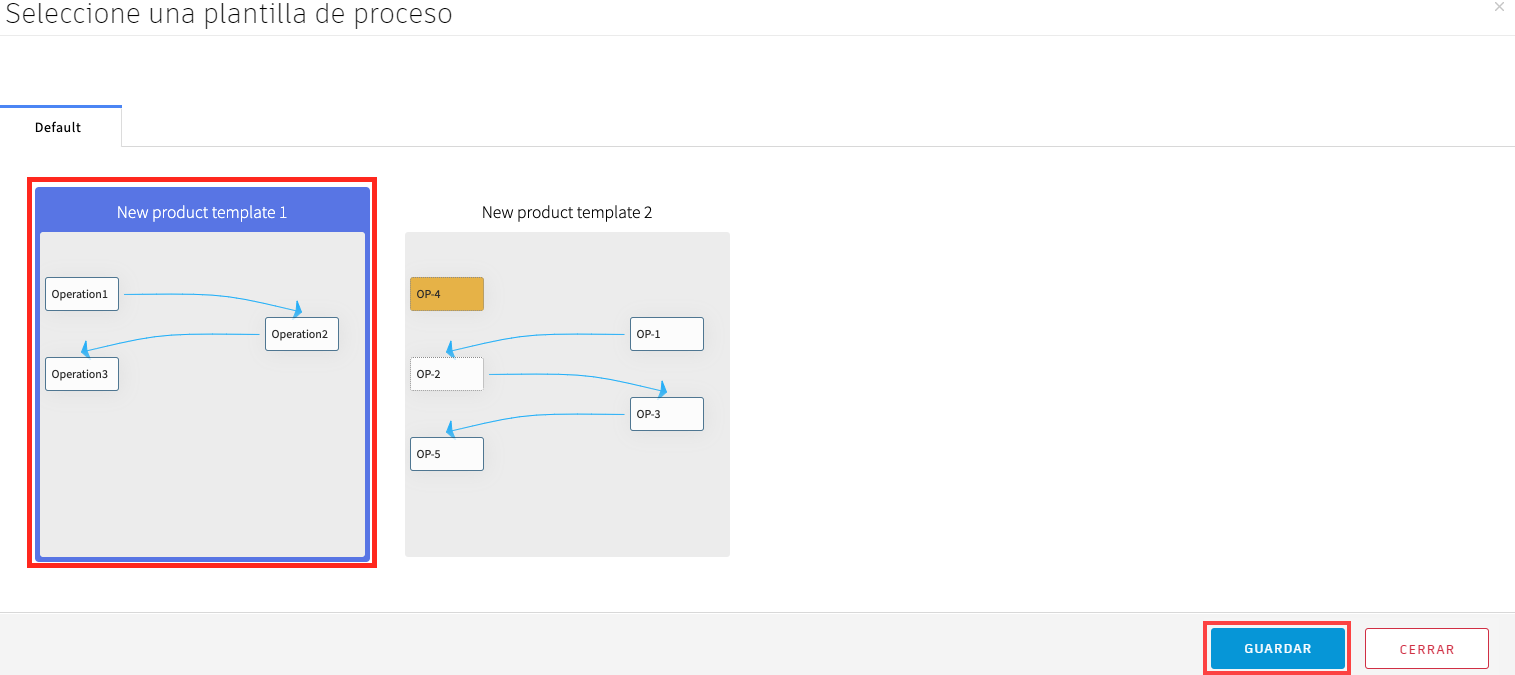 Seleccione una plantilla de proceso
×
Default
New product template 1
Operation1
Operation2
Operation3
New product template 2
OP-4
OP-1
OP-2
OP-3
OP-5
GUARDAR
CERRAR